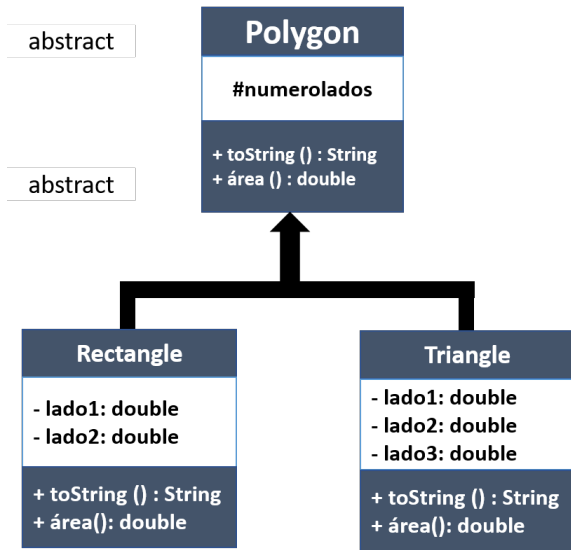 abstract
Polygon
#numerolados
+ toString () : String
abstract
+ área () : double
Rectangle
- lado1: double
- lado2: double
+ toString () : String
+ área(): double
Triangle
- lado1: double
- lado2: double
- lado3: double
+ toString () : String
+ área(): double